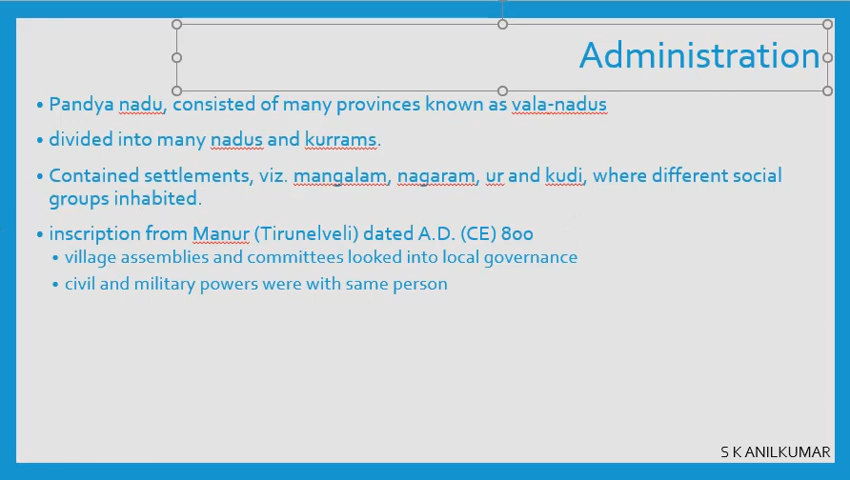 Administration
• Pandya nadu, consisted of many provinces known as vala-nadus
• divided into many nadus and kurrams.
• Contained settlements, viz. mangalam, nagaram, ur and kudi, where different social
groups inhabited.
• inscription from Manur (Tirunelveli) dated A.D. (CE) 800
• village assemblies and committees looked into local governance
• civil and military powers were with same person
S K ANILKUMAR